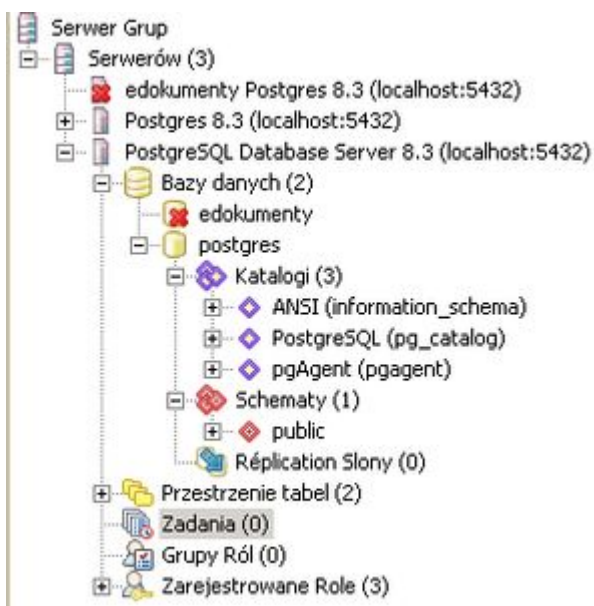 Serwer Grup
Serwerów (3)
edokumenty Postgres 8.3 (localhost:5432)
Postgres 8.3 (localhost:5432)
PostgreSQL Database Server 8.3 (localhost:5432)
Bazy danych (2)
edokumenty
postgres
Katalogi (3)
ANSI (information_schema)
PostgreSQL (pg_catalog)
pgAgent (pgagent)
Schematy (1)
public
Réplication Slony (0)
Przestrzenie tabel (2)
Zadania (0)
Grupy Ról (0)
Zarejestrowane Role (3)